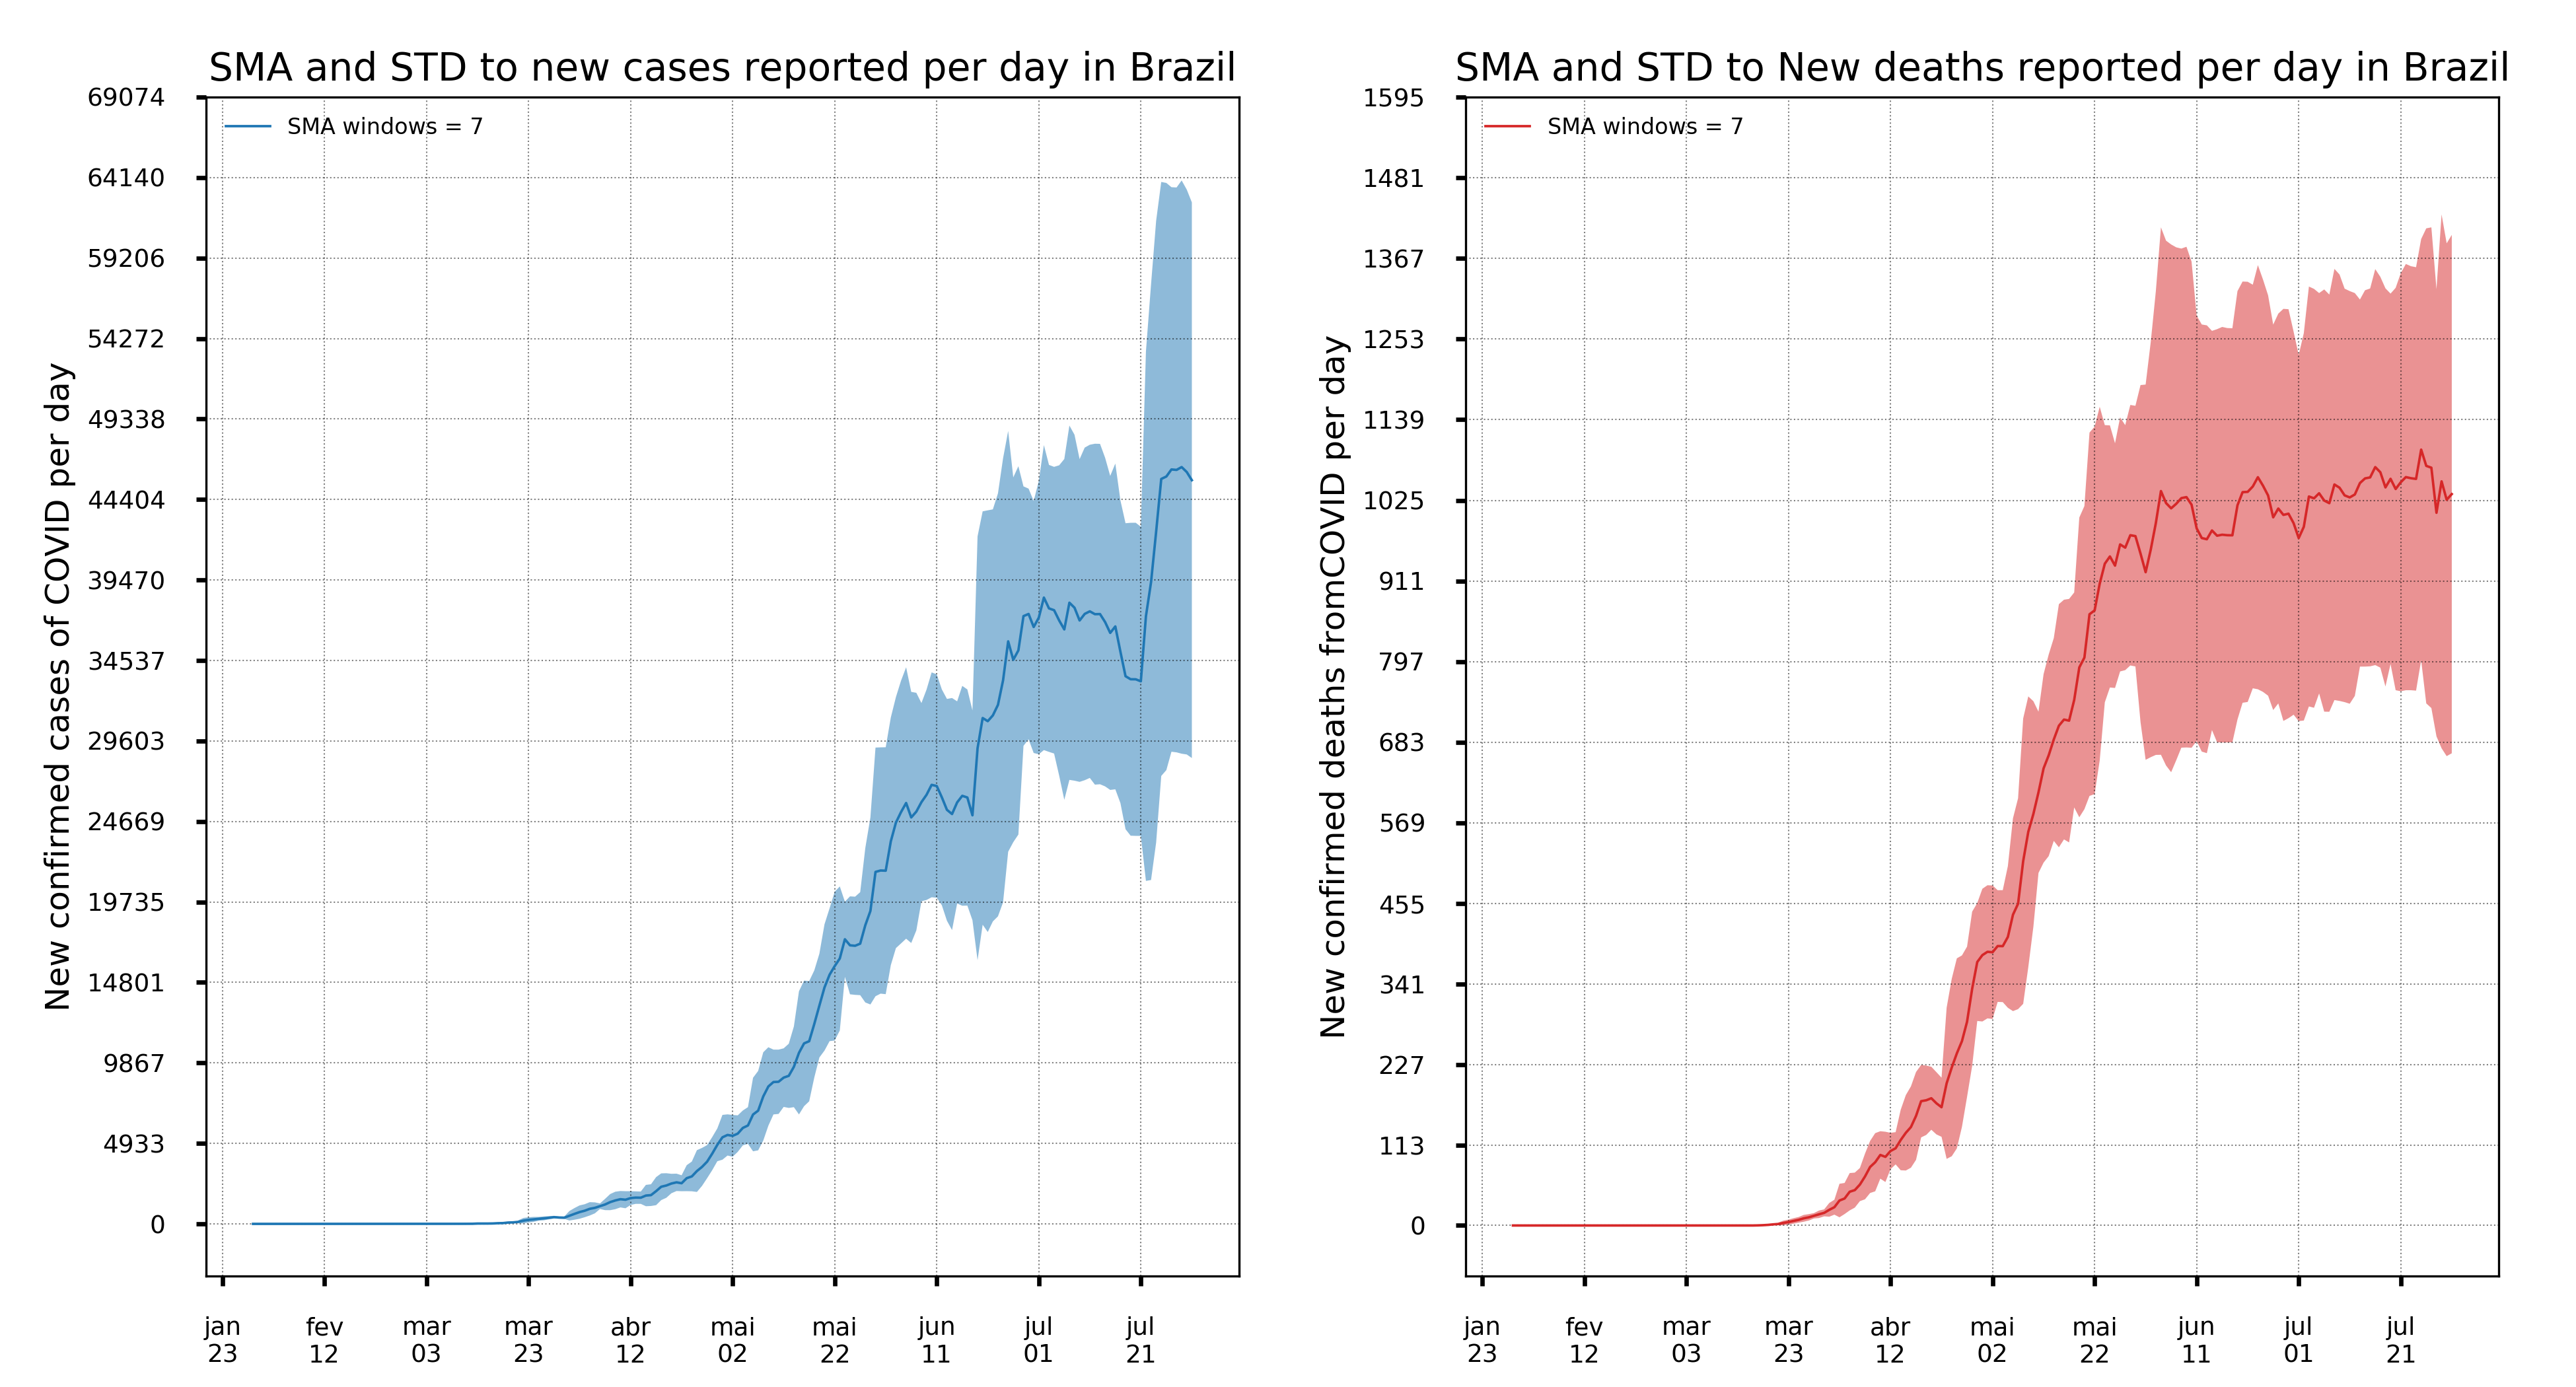 SMA and STD to new cases reported per day in Brazil
SMA windows = 7
New confirmed cases of COVID per day
69074
64140
59206
54272
49338
44404
39470
34537
29603
24669
19735
14801
9867
4933
0
jan
23
fev
12
mar
03
mar
23
abr
12
mai
02
mai
22
jun
11
jul
01
jul
21
SMA and STD to New deaths reported per day in Brazil
SMA windows = 7
New confirmed deaths fromCOVID per day
1595
1481
1367
1253
1139
1025
911
797
683
569
455
341
227
113
0
jan
23
fev
12
mar
03
mar
23
abr
12
mai
02
mai
22
jun
11
jul
01
jul
21